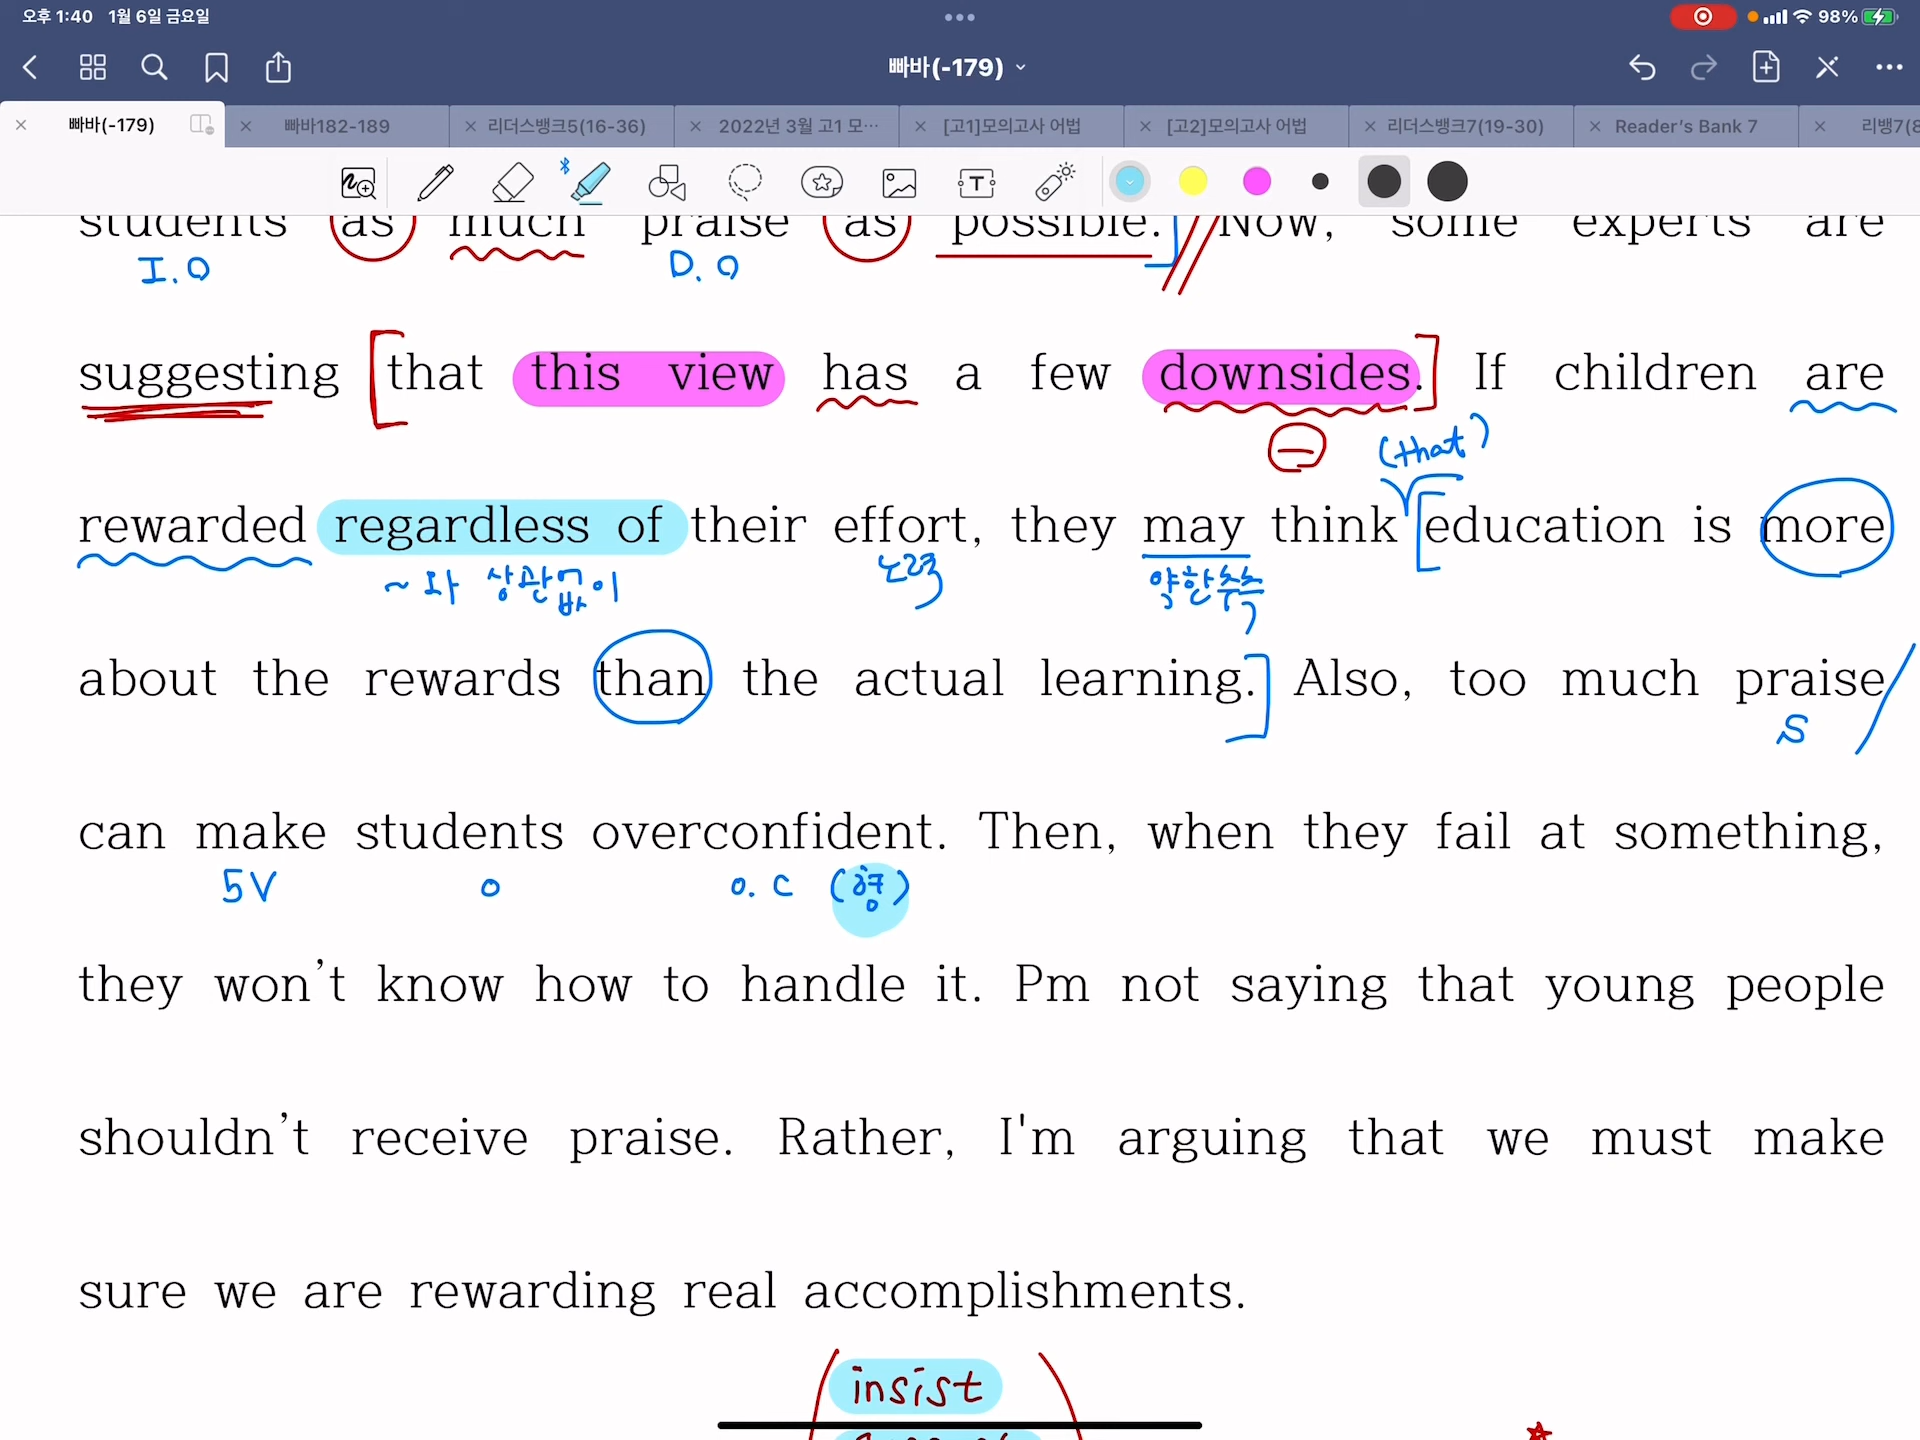 오후 1:40 1월 6일 금요일
98%
빠바(-179)
빠바(-179)
빠바182-189
리더스뱅크5(16-36)
2022년 3월 고1 모…
[고1]모의고사 어법
[고2]모의고사 어법
리더스뱅크7(19-30)
Reader's Bank 7
리뱅7(8
T
students as much praise as possible. Now, some experts are
I.O D.O
suggesting [that this view has a few downsides.] If children are
(that)
rewarded regardless of their effort, they may think [education is more
~와 상관없이 노력 약한추측
about the rewards than the actual learning.] Also, too much praise /
S
can make students overconfident. Then, when they fail at something,
5V O O.C (형)
they won't know how to handle it. Pm not saying that young people
shouldn't receive praise. Rather, I'm arguing that we must make
sure we are rewarding real accomplishments.
insist